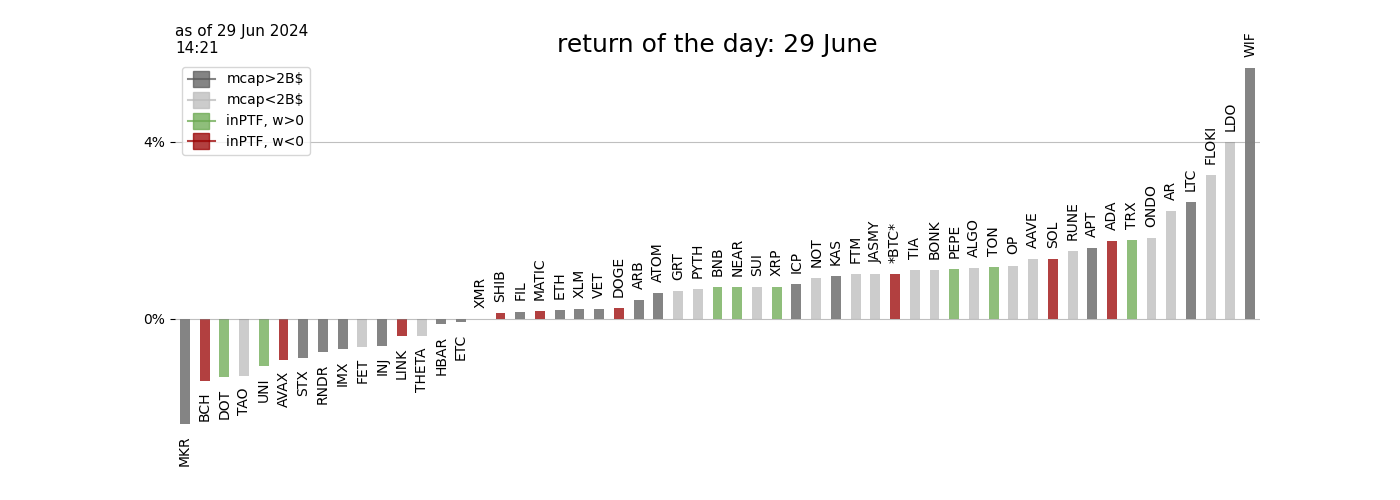 as of 29 Jun 2024
14:21
return of the day: 29 June
mcap>2B$
mcap<2B$
inPTF, w>0
inPTF, w<0
4%
0%
MKR
BCH
DOT
TAO
UNI
AVAX
STX
RNDR
IMX
FET
INJ
LINK
THETA
HBAR
ETC
XMR
SHIB
FIL
MATIC
ETH
XLM
VET
DOGE
ARB
ATOM
GRT
PYTH
BNB
NEAR
SUI
XRP
ICP
NOT
KAS
FTM
JASMY
*BTC*
TIA
BONK
PEPE
ALGO
TON
OP
AAVE
SOL
RUNE
APT
ADA
TRX
ONDO
AR
LTC
FLOKI
LDO
WIF